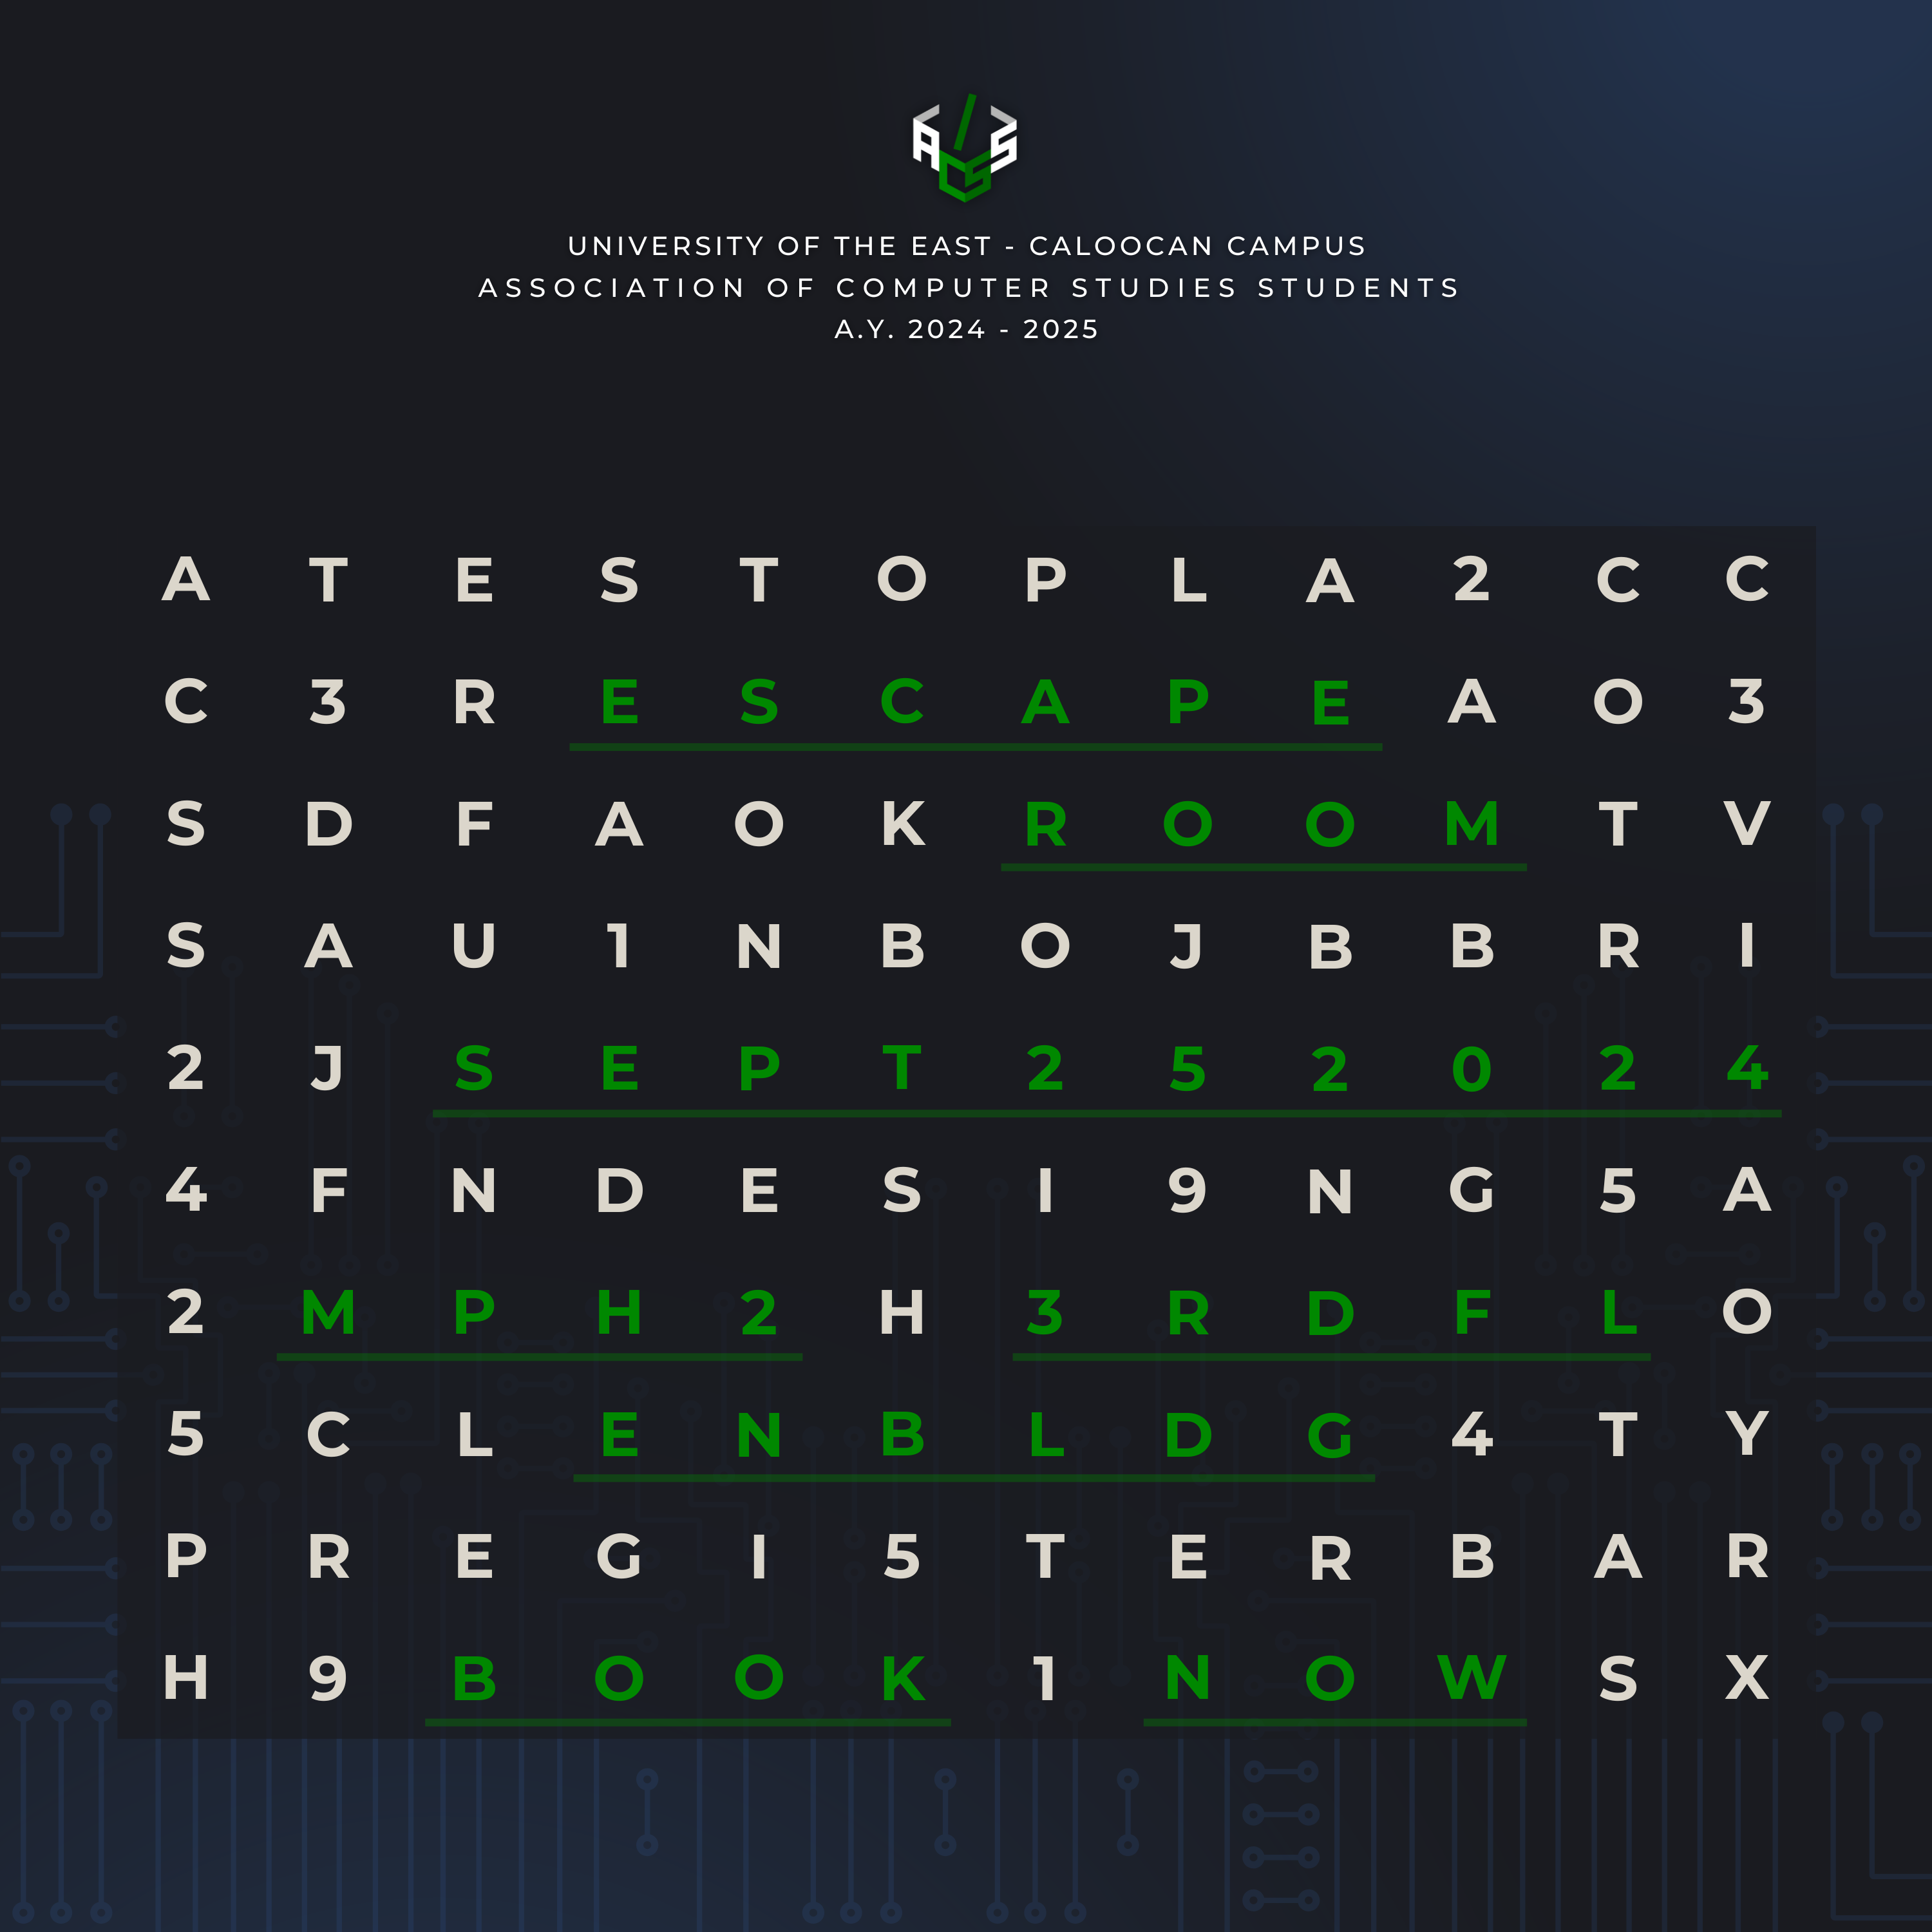 ACSS
UNIVERSITY OF THE EAST - CALOOCAN CAMPUS
ASSOCIATION OF COMPUTER STUDIES STUDENTS
A.Y. 2024 - 2025
A T E S T O P L A 2 C C
C 3 R E S C A P E A O 3
S D F A O K R O O M T V
S A U 1 N B O J B B R I
2 J S E P T 2 5 2 0 2 4
4 F N D E S I 9 N G 5 A
2 M P H 2 H 3 R D F L O
5 C L E N B L D G 4 T Y
P R E G I 5 T E R B A R
H 9 B O O K 1 N O W S X